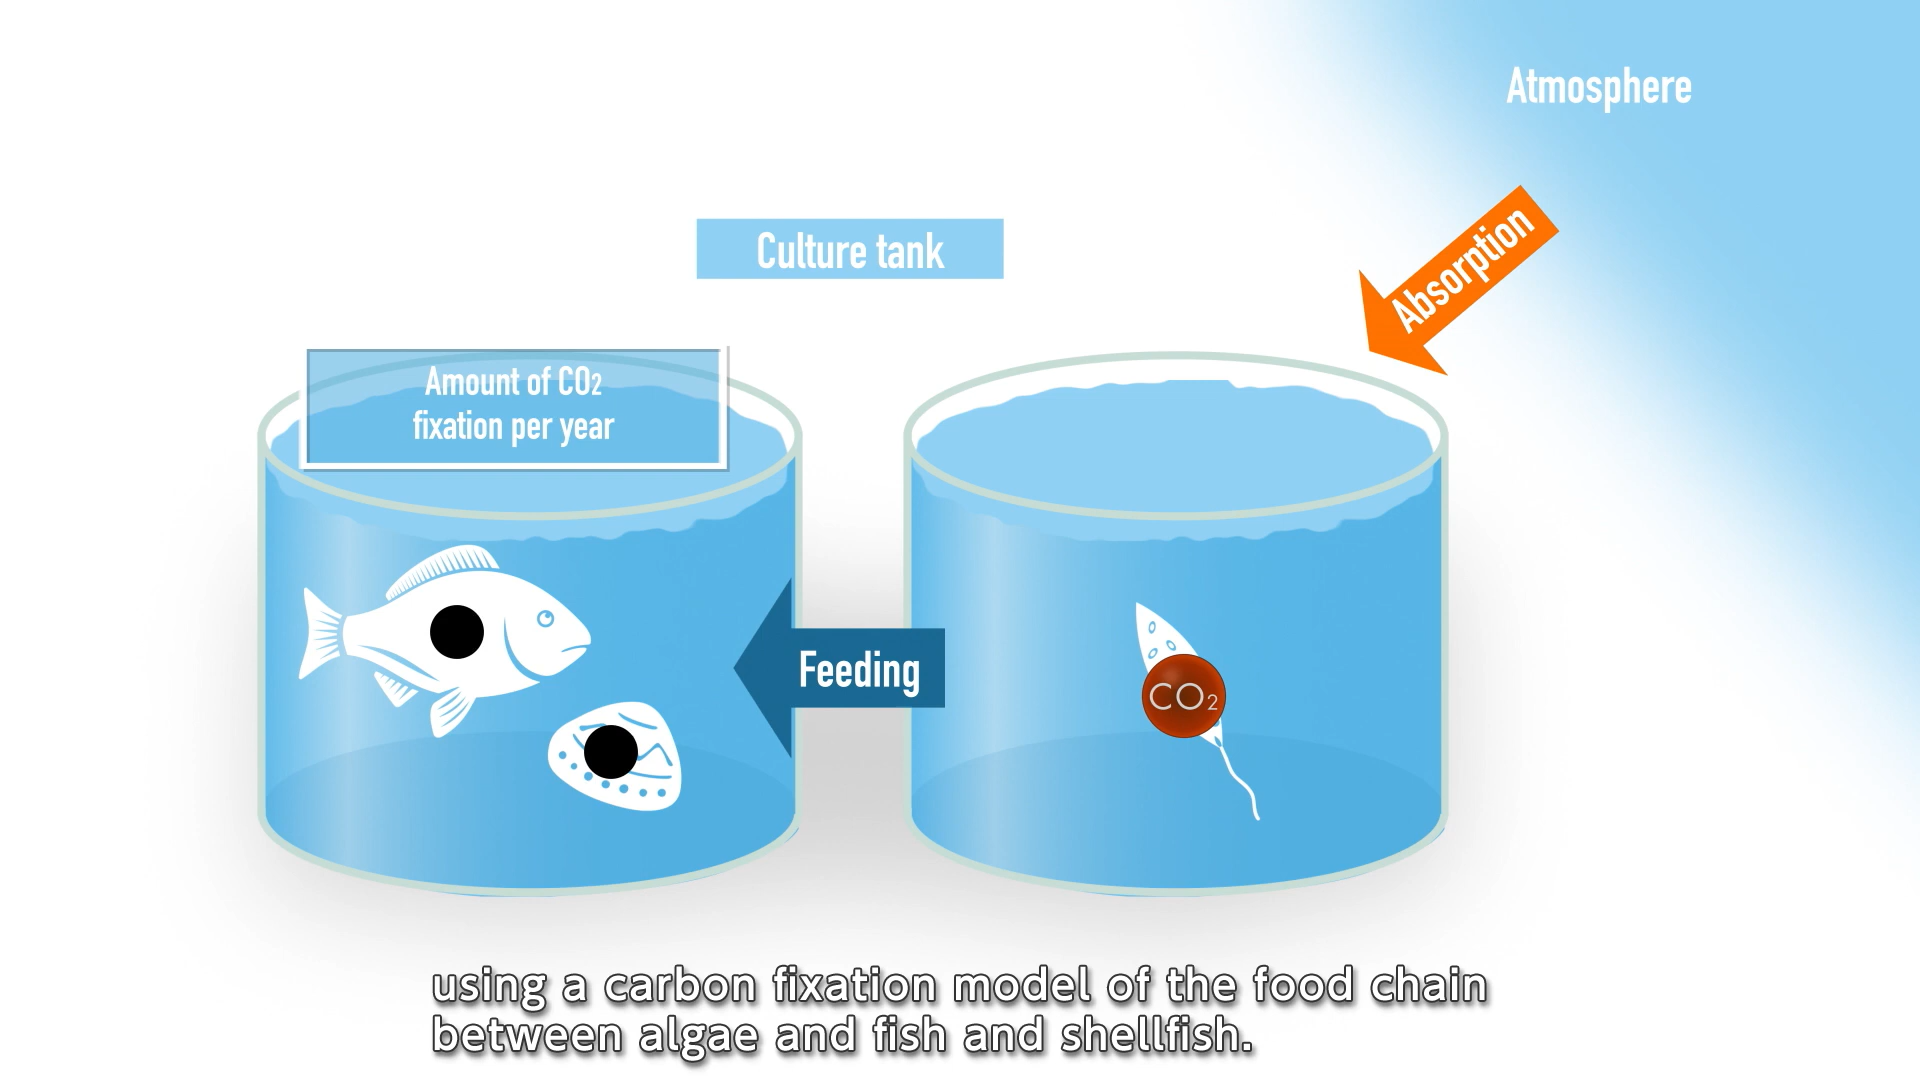 Atmosphere
Absorption
Culture tank
Amount of CO2
fixation per year
Feeding
CO2
using a carbon fixation model of the food chain
between algae and fish and shellfish.